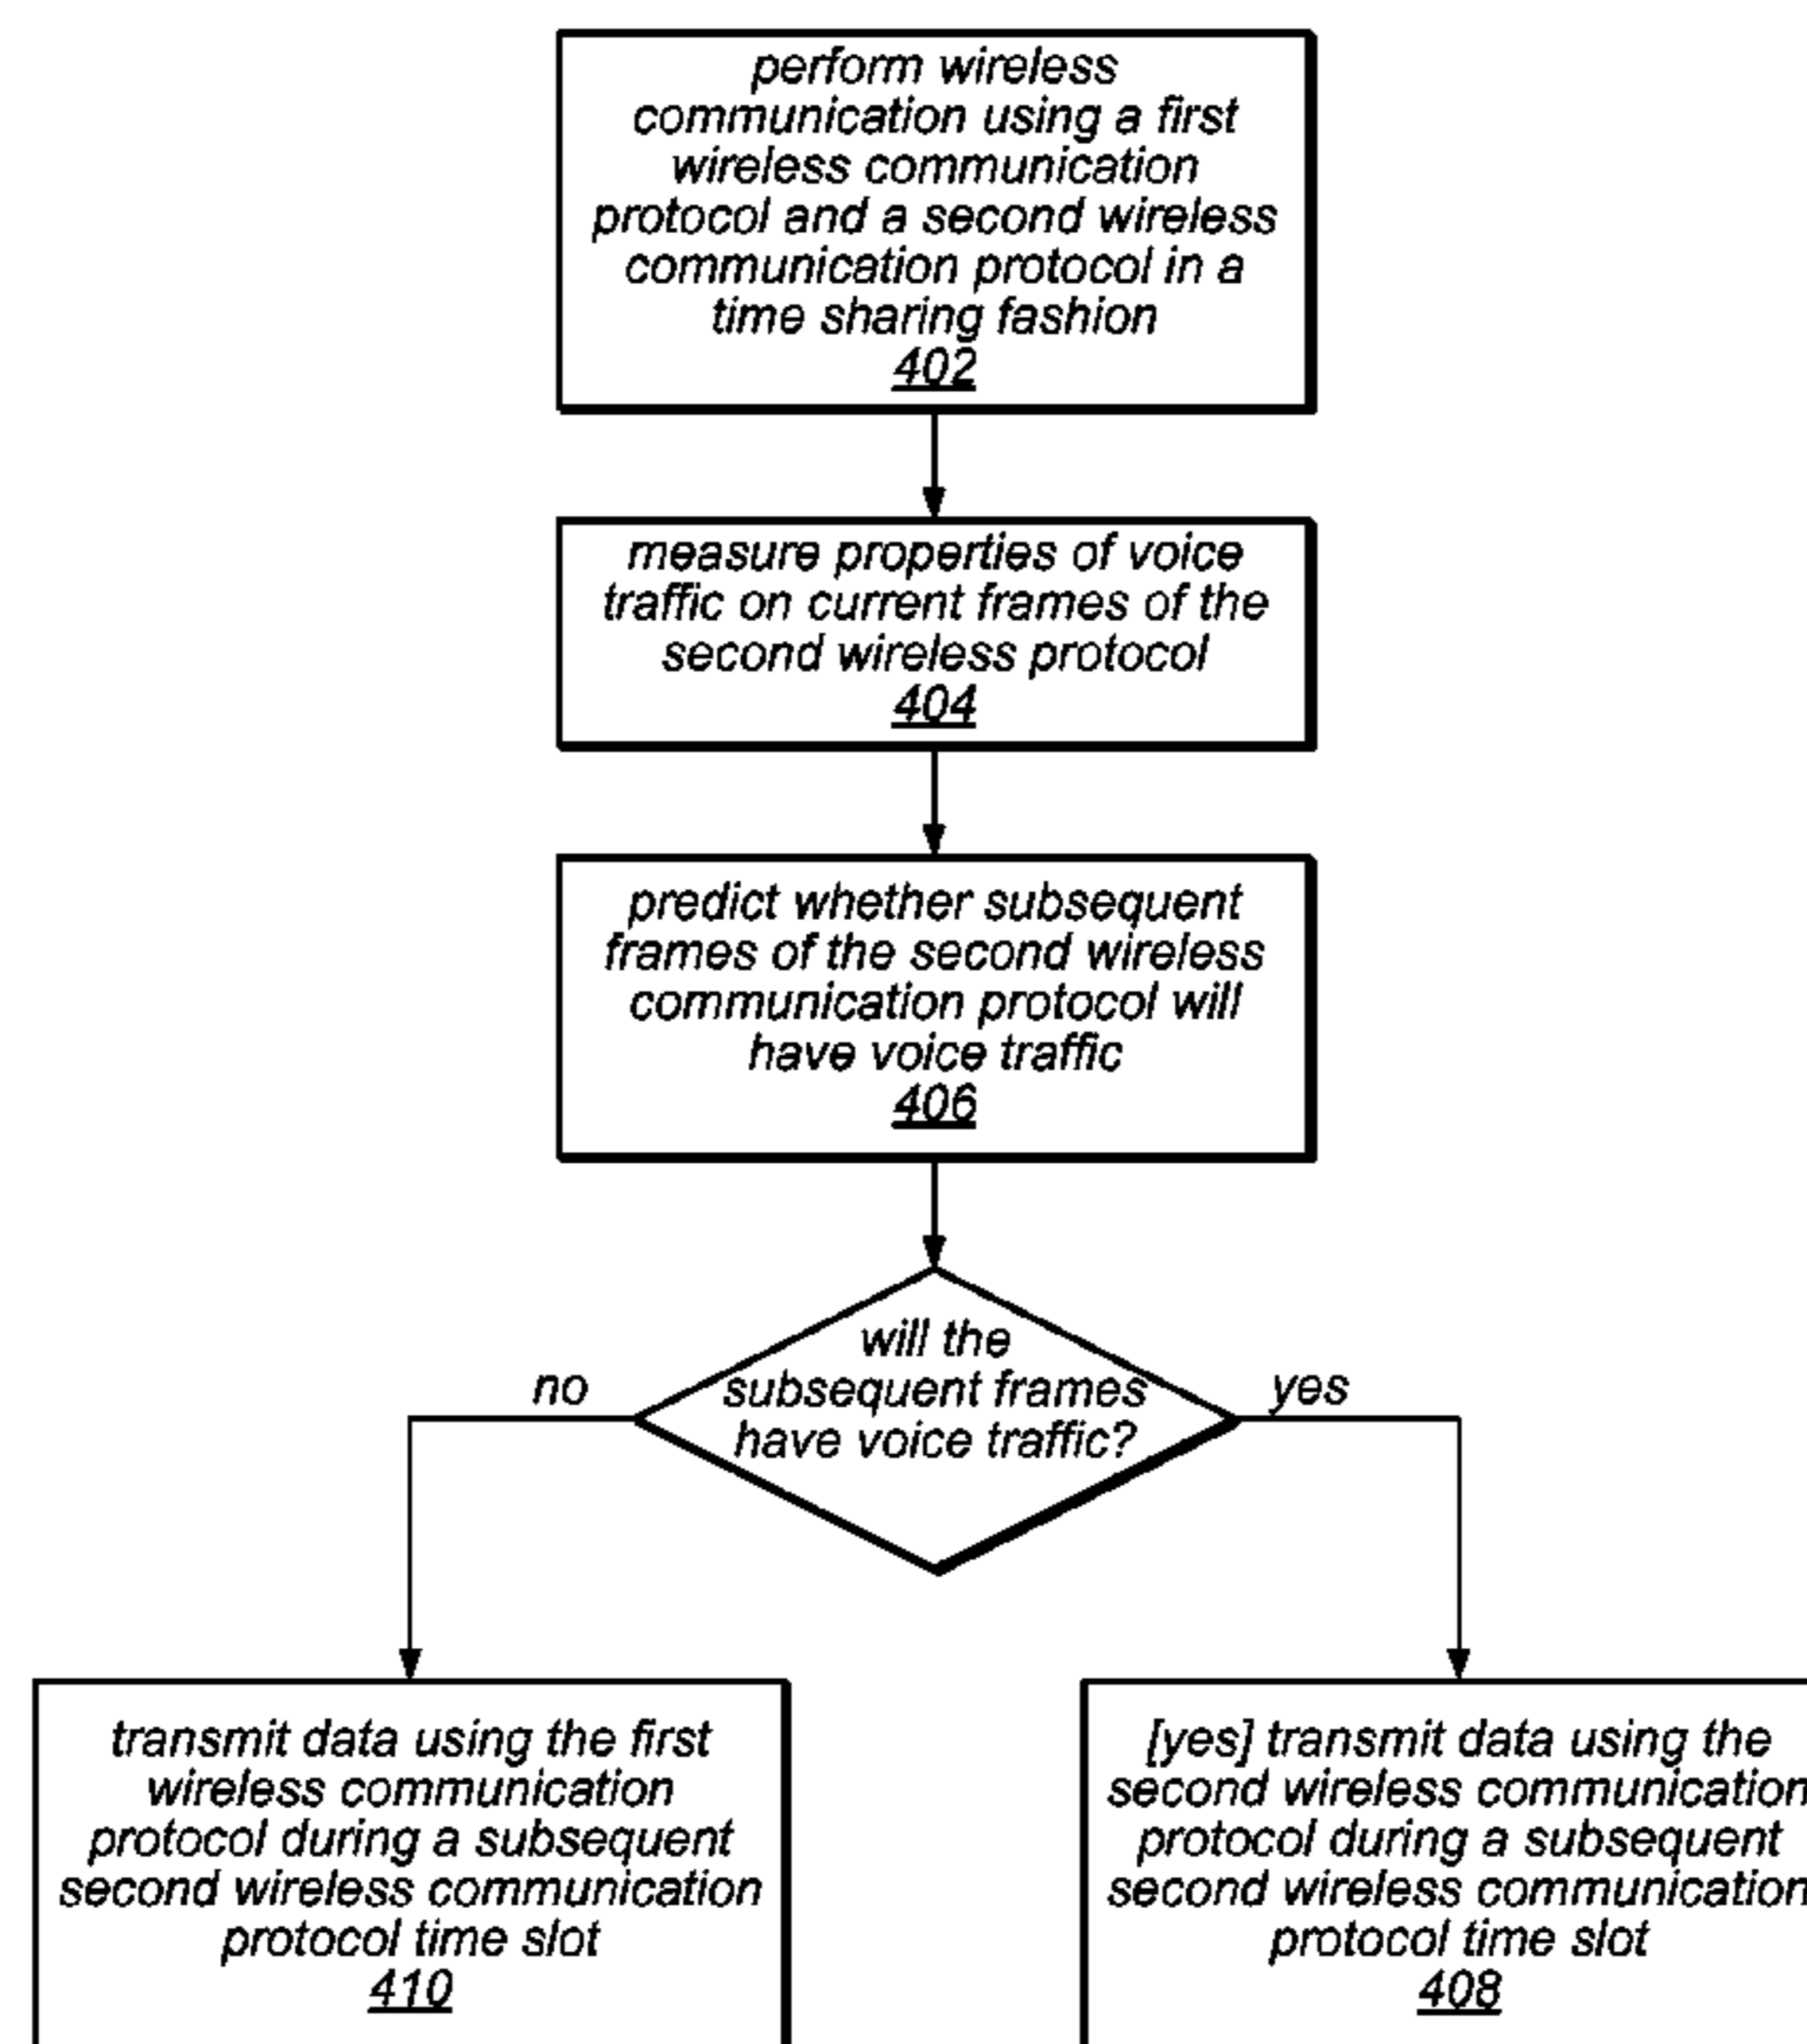 perform wireless
communication using a first
wireless communication
protocol and a second wireless
communication protocol in a
time sharing fashion
402
measure properties of voice
traffic on current frames of the
second wireless protocol
404
predict whether subsequent
frames of the second wireless
communication protocol will
have voice traffic
406
will the
subsequent frames
have voice traffic?
no
yes
transmit data using the first
wireless communication
protocol during a subsequent
second wireless communication
protocol time slot
410
[yes] transmit data using the
second wireless communication
protocol during a subsequent
second wireless communication
protocol time slot
408